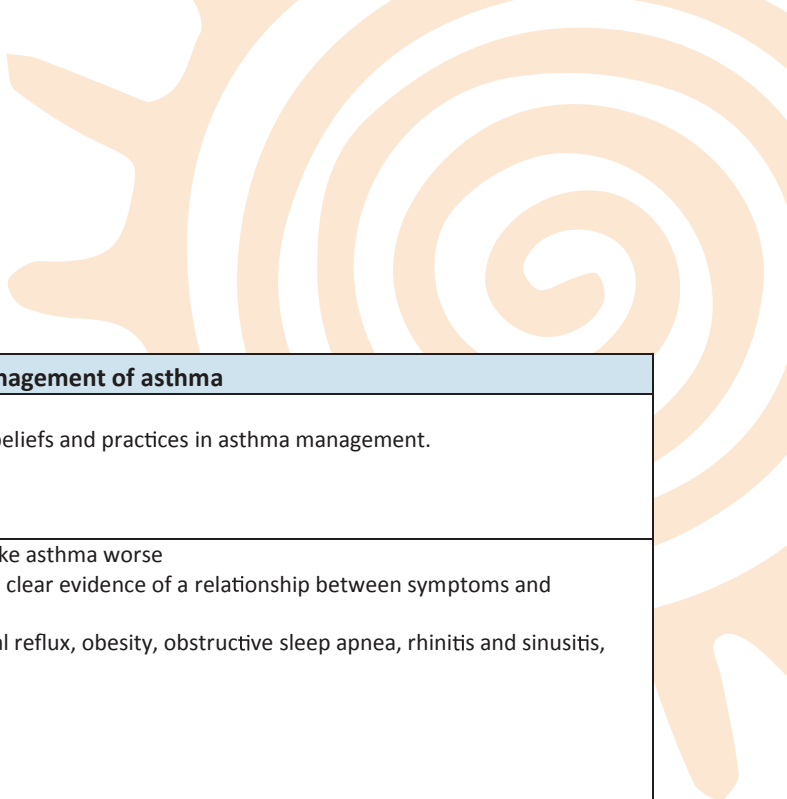 nagement of asthma
beliefs and practices in asthma management.
ke asthma worse
clear evidence of a relationship between symptoms and
al reflux, obesity, obstructive sleep apnea, rhinitis and sinusitis,